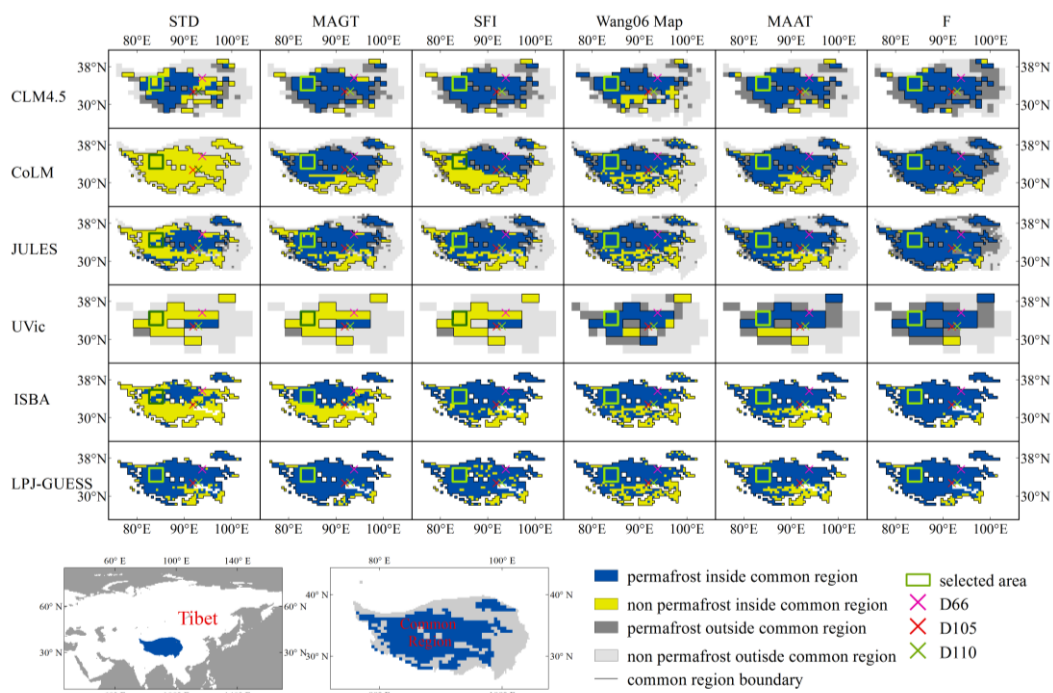 STD MAGT SFI Wang06 Map MAAT F
80°E 90°E 100°E 80°E 90°E 100°E 80°E 90°E 100°E 80°E 90°E 100°E 80°E 90°E 100°E 80°E 90°E 100°E
38°N 38°N
CLM4.5
30°N 30°N
38°N 38°N
CoLM
30°N 30°N
38°N 38°N
JULES
30°N 30°N
38°N 38°N
UVic
30°N 30°N
38°N 38°N
ISBA
30°N 30°N
38°N 38°N
LPJ-GUESS
30°N 30°N
80°E 90°E 100°E 80°E 90°E 100°E 80°E 90°E 100°E 80°E 90°E 100°E 80°E 90°E 100°E 80°E 90°E 100°E
60° E 100° E 140° E
60° N 60° N
Tibet
30° N 30° N
80° E 100° E
40° N 40° N
Common
Region
30° N 30° N
permafrost inside common region
non permafrost inside common region
permafrost outside common region
non permafrost outiside common region
common region boundary
selected area
D66
D105
D110